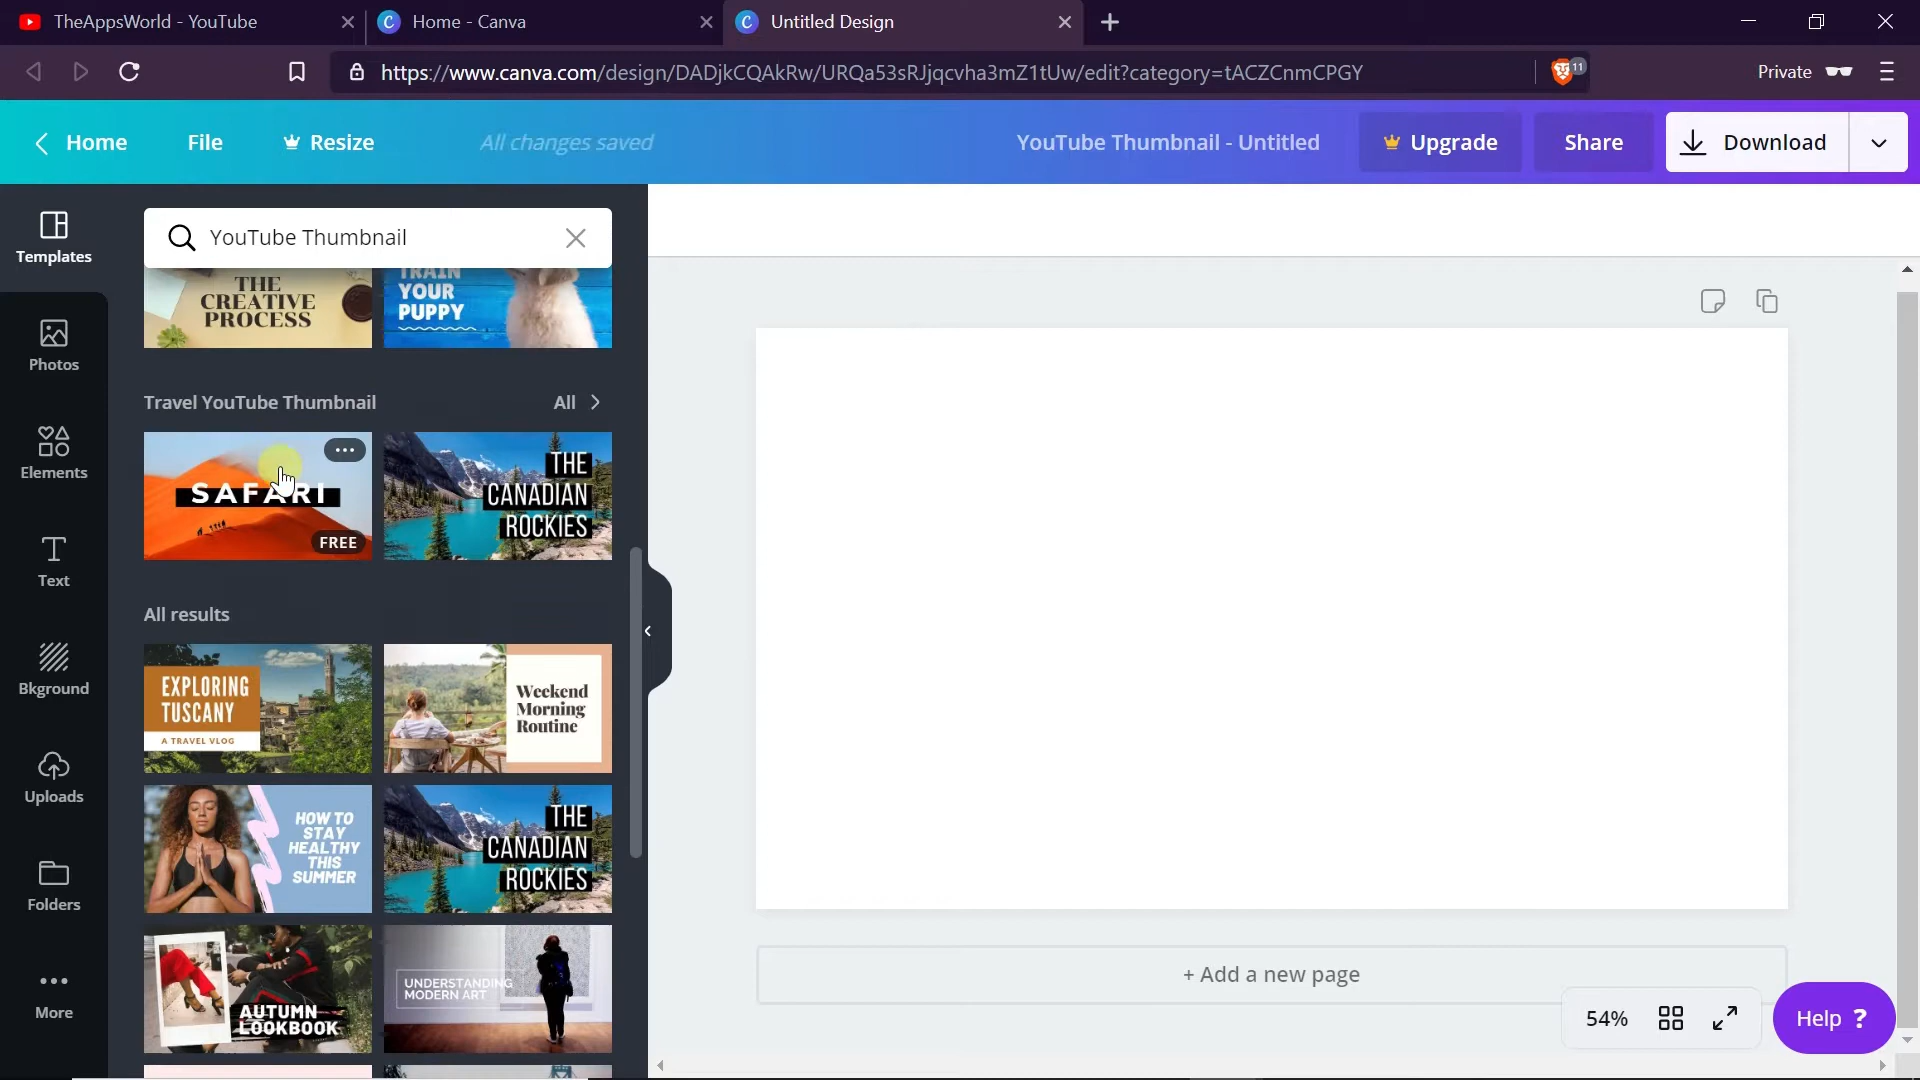 TheAppsWorld - YouTube
Home - Canva
Untitled Design
https://www.canva.com/design/DADjkCQAkRw/URQa53sRJjqcvha3mZ1tUw/edit?category=tACZCnmCPGY
11
Private
Home
File
Resize
All changes saved
YouTube Thumbnail - Untitled
Upgrade
Share
Download
Templates
Photos
Elements
Text
Bkground
Uploads
Folders
More
YouTube Thumbnail
THE
CREATIVE
PROCESS
TRAIN
YOUR
PUPPY
Travel YouTube Thumbnail
All
SAFARI
FREE
THE
CANADIAN
ROCKIES
All results
EXPLORING
TUSCANY
A TRAVEL VLOG
Weekend
Morning
Routine
HOW TO
STAY
HEALTHY
THIS
SUMMER
THE
CANADIAN
ROCKIES
AUTUMN
LOOKBOOK
UNDERSTANDING
MODERN ART
+ Add a new page
54%
Help ?